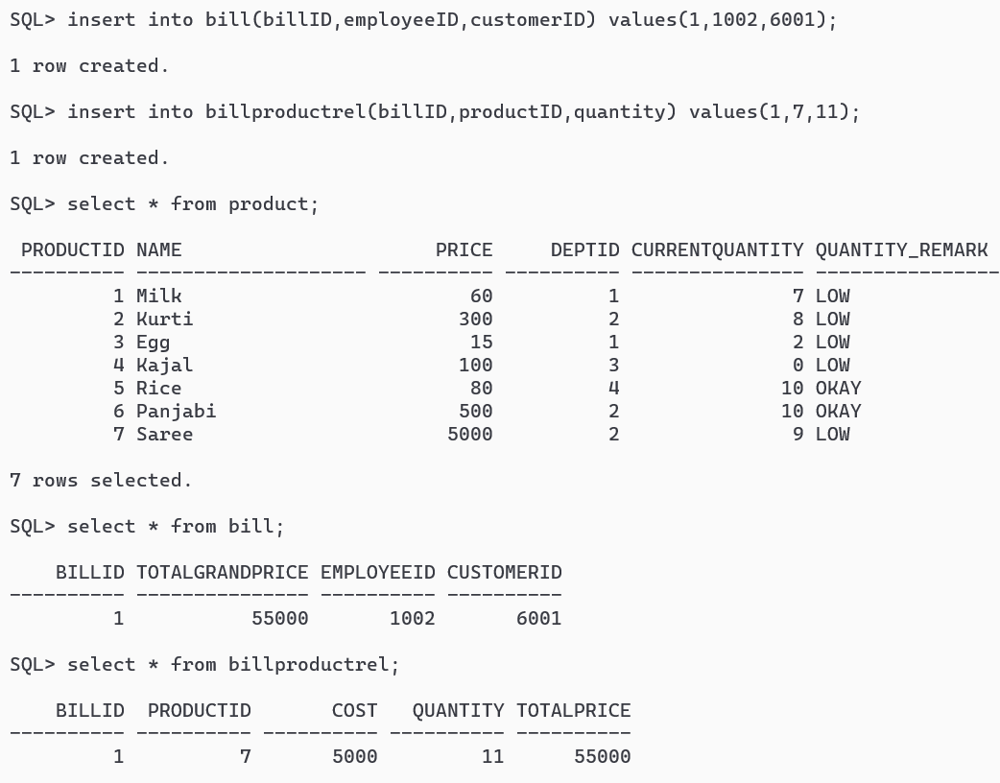 SQL> insert into bill(billID,employeeID,customerID) values(1,1002,6001);
1 row created.
SQL> insert into billproductrel(billID,productID,quantity) values(1,7,11);
1 row created.
SQL> select * from product;
 PRODUCTID NAME                      PRICE     DEPTID CURRENTQUANTITY QUANTITY_REMARK
---------- -------------------- ---------- ---------- --------------- ----------------
         1 Milk                         60          1               7 LOW
         2 Kurti                       300          2               8 LOW
         3 Egg                          15          1               2 LOW
         4 Kajal                       100          3               0 LOW
         5 Rice                         80          4              10 OKAY
         6 Panjabi                     500          2              10 OKAY
         7 Saree                      5000          2               9 LOW
7 rows selected.
SQL> select * from bill;
    BILLID TOTALGRANDPRICE EMPLOYEEID CUSTOMERID
---------- --------------- ---------- ----------
         1           55000       1002       6001
SQL> select * from billproductrel;
    BILLID  PRODUCTID       COST   QUANTITY TOTALPRICE
---------- ---------- ---------- ---------- ----------
         1          7       5000         11      55000